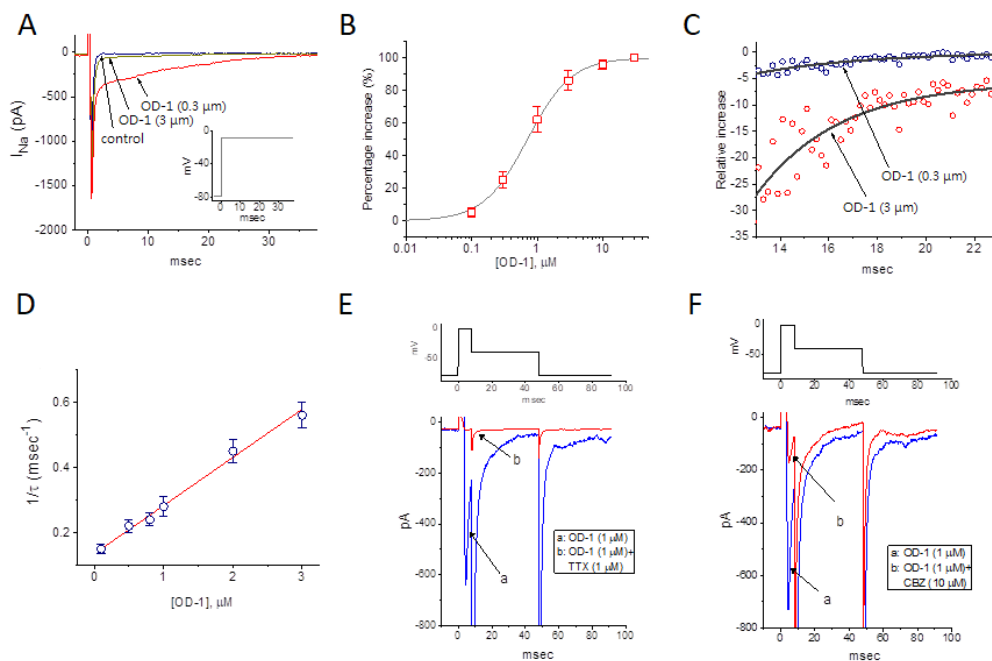 A
0
-500
-1000
-1500
-2000
I_Na (pA)
OD-1 (0.3 μm)
OD-1 (3 μm)
control
0
-40
-80
mV
0 10 20 30
msec
0 10 20 30
msec
B
100
80
60
40
20
0
Percentage increase (%)
0.01 0.1 1 10
[OD-1], μM
C
0
-5
-10
-15
-20
-25
-30
-35
Relative increase
OD-1 (0.3 μm)
OD-1 (3 μm)
14 16 18 20 22
msec
D
0.6
0.4
0.2
1/τ (msec⁻¹)
0 1 2 3
[OD-1], μM
E
0
-50
mV
0 20 40 60 80 100
msec
0
-200
-400
-600
-800
pA
b
a
a: OD-1 (1 μM)
b: OD-1 (1 μM)+
TTX (1 μM)
0 20 40 60 80 100
msec
F
0
-50
mV
0 20 40 60 80 100
msec
0
-200
-400
-600
-800
pA
b
a
a: OD-1 (1 μM)
b: OD-1 (1 μM)+
CBZ (10 μM)
0 20 40 60 80 100
msec